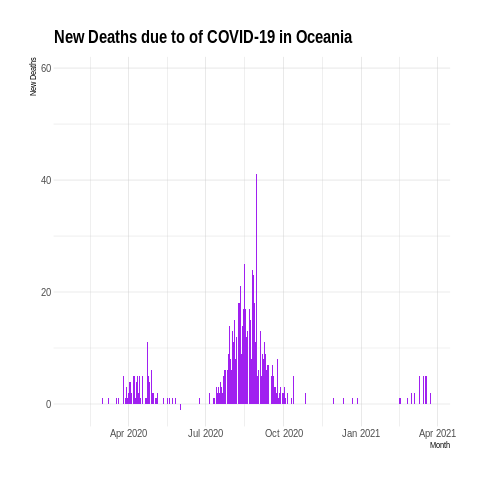 New Deaths due to of COVID-19 in Oceania
New Deaths
60
40
20
0
Apr 2020 Jul 2020 Oct 2020 Jan 2021 Apr 2021
Month